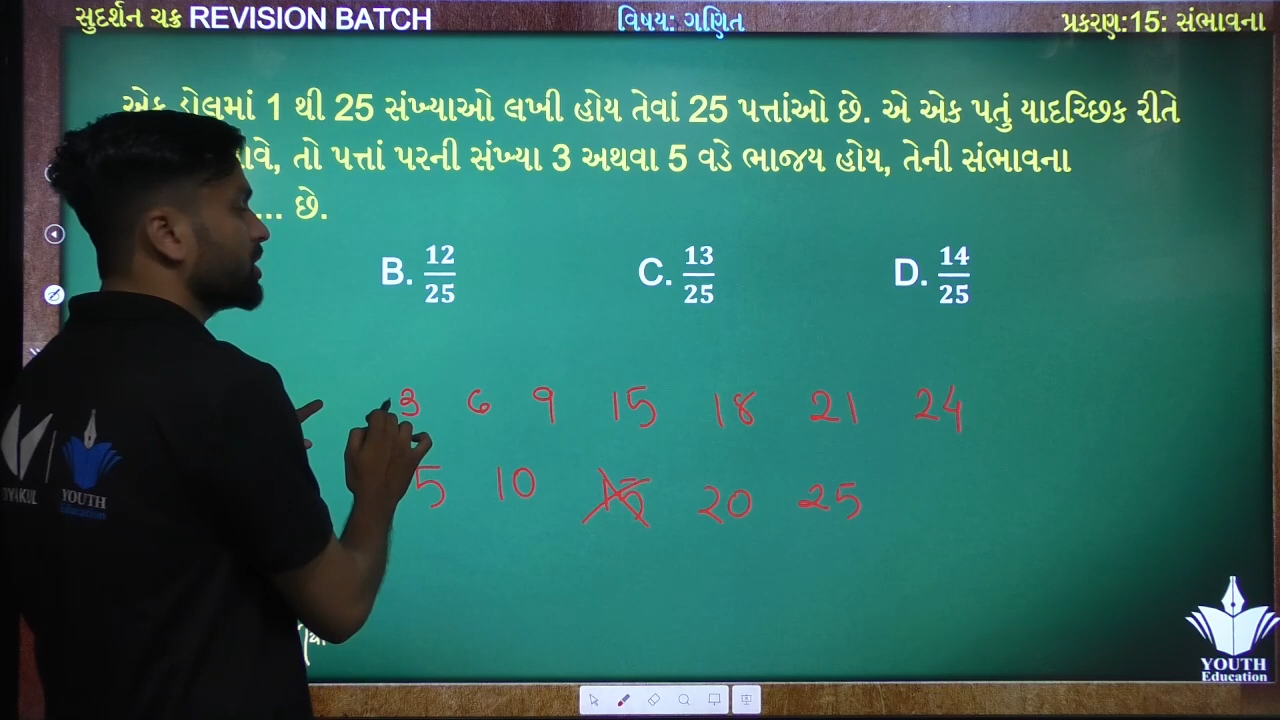 સુદર્શન ચક્ર REVISION BATCH વિષય: ગણિત પ્રકરણ:15: સંભાવના
એક ડોલમાં 1 થી 25 સંખ્યાઓ લખી હોય તેવાં 25 પત્તાંઓ છે. એ એક પતું યાદચ્છિક રીતે
તો પત્તાં પરની સંખ્યા 3 અથવા 5 વડે ભાજય હોય, તેની સંભાવના
... છે.
B. 12/25 C. 13/25 D. 14/25
3 6 9 15 18 21 24
5 10 15 20 25
YOUTH
Education
YOUTH
Education